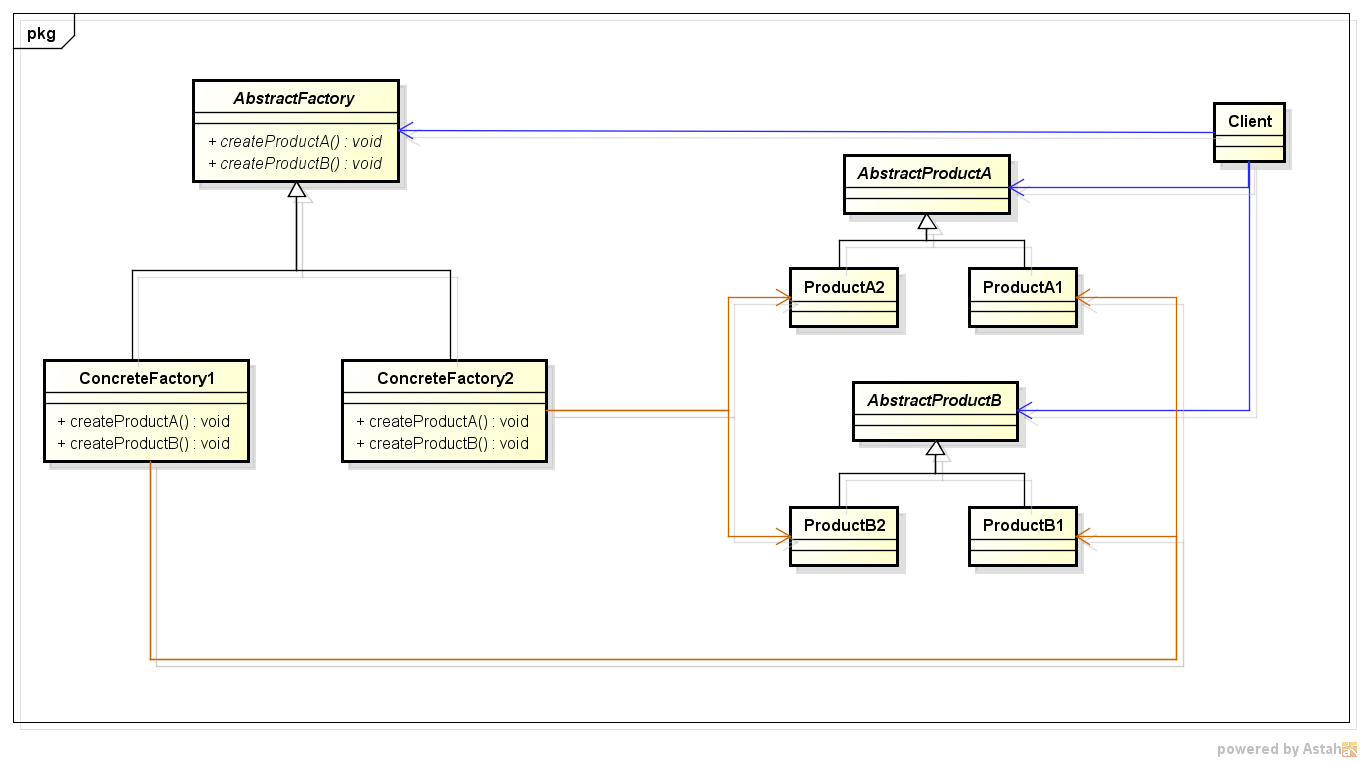 pkg
AbstractFactory
+ createProductA() : void
+ createProductB() : void
Client
AbstractProductA
ProductA2
ProductA1
ConcreteFactory1
+ createProductA() : void
+ createProductB() : void
ConcreteFactory2
+ createProductA() : void
+ createProductB() : void
AbstractProductB
ProductB2
ProductB1
powered by Astah